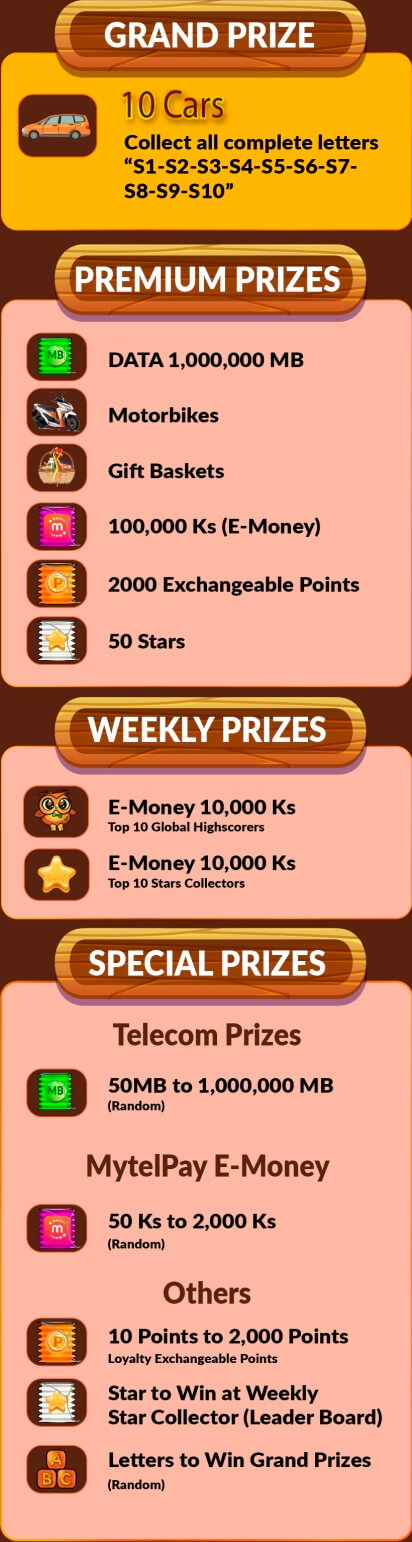 GRAND PRIZE
10 Cars
Collect all complete letters
“S1-S2-S3-S4-S5-S6-S7-
S8-S9-S10”
PREMIUM PRIZES
MB
DATA 1,000,000 MB
Motorbikes
Gift Baskets
m
100,000 Ks (E-Money)
P
2000 Exchangeable Points
50 Stars
WEEKLY PRIZES
E-Money 10,000 Ks
Top 10 Global Highscorers
E-Money 10,000 Ks
Top 10 Stars Collectors
SPECIAL PRIZES
Telecom Prizes
MB
50MB to 1,000,000 MB
(Random)
MytelPay E-Money
m
50 Ks to 2,000 Ks
(Random)
Others
P
10 Points to 2,000 Points
Loyalty Exchangeable Points
Star to Win at Weekly
Star Collector (Leader Board)
A
B C
Letters to Win Grand Prizes
(Random)